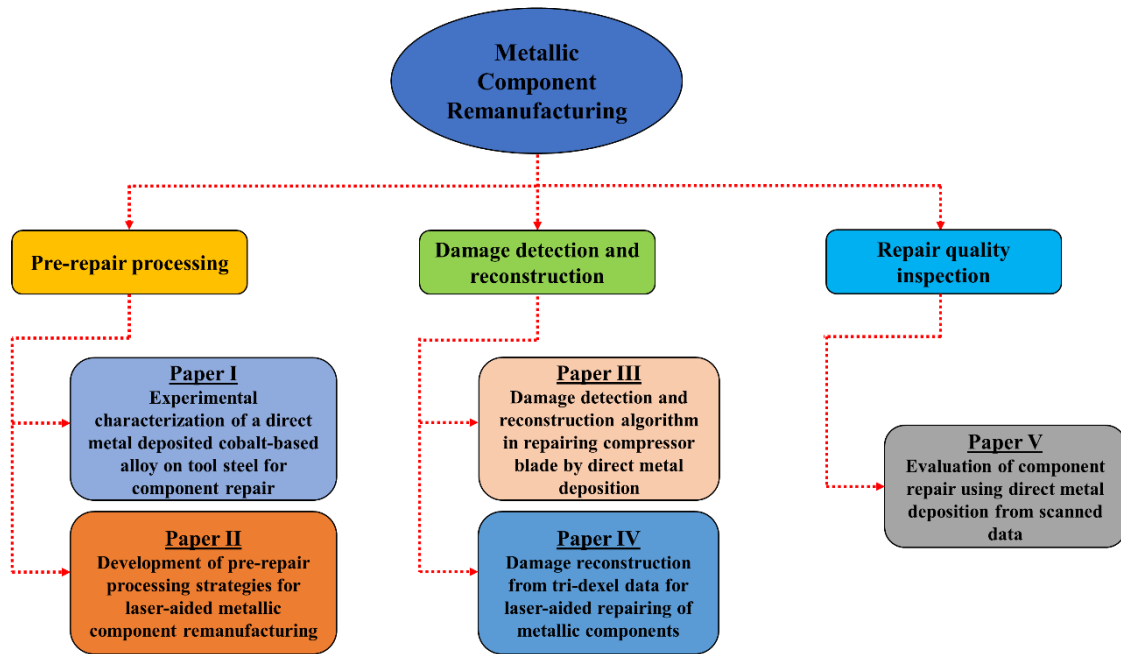 Metallic
Component
Remanufacturing
Pre-repair processing
Damage detection and
reconstruction
Repair quality
inspection
Paper I
Experimental
characterization of a direct
metal deposited cobalt-based
alloy on tool steel for
component repair
Paper II
Development of pre-repair
processing strategies for
laser-aided metallic
component remanufacturing
Paper III
Damage detection and
reconstruction algorithm
in repairing compressor
blade by direct metal
deposition
Paper IV
Damage reconstruction
from tri-dexel data for
laser-aided repairing of
metallic components
Paper V
Evaluation of component
repair using direct metal
deposition from scanned
data